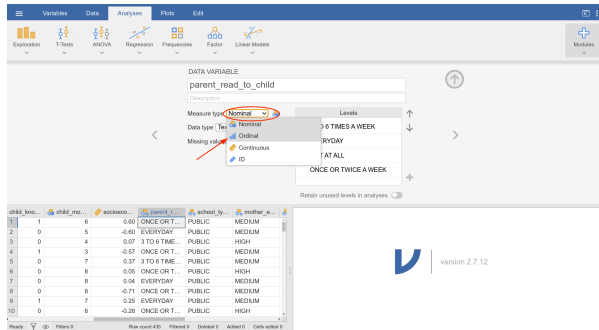 Variables Data Analyses Plots Edit
Exploration T-Tests ANOVA Regression Frequencies Factor Linear Models Modules
DATA VARIABLE
parent_read_to_child
Description
Measure type Nominal
Levels
Nominal
Ordinal
Continuous
ID
Data type
Missing
O 6 TIMES A WEEK
RYDAY
T AT ALL
ONCE OR TWICE A WEEK
Retain unused levels in analyses
child_kno... child_mo... socioeco... parent_r... school_ty... mother_e...
1 1 6 0.60 ONCE OR T... PUBLIC MEDIUM
2 0 5 -0.60 EVERYDAY PUBLIC MEDIUM
3 0 4 0.07 3 TO 6 TIME... PUBLIC HIGH
4 1 3 -0.57 ONCE OR T... PUBLIC MEDIUM
5 0 7 0.37 3 TO 6 TIME... PUBLIC MEDIUM
6 0 8 0.05 ONCE OR T... PUBLIC HIGH
7 0 8 0.04 EVERYDAY PUBLIC MEDIUM
8 0 8 -0.71 ONCE OR T... PUBLIC MEDIUM
9 1 7 0.25 EVERYDAY PUBLIC MEDIUM
10 0 6 -0.28 ONCE OR T... PUBLIC HIGH
version 2.7.12
Ready Filters 0 Row count 435 Filtered 0 Deleted 0 Added 0 Cells edited 0